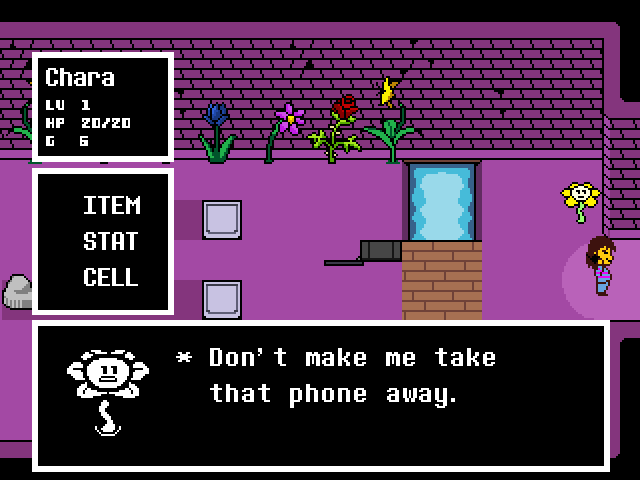 Chara
LV 1
HP 20/20
G 6
ITEM
STAT
CELL
* Don't make me take
that phone away.